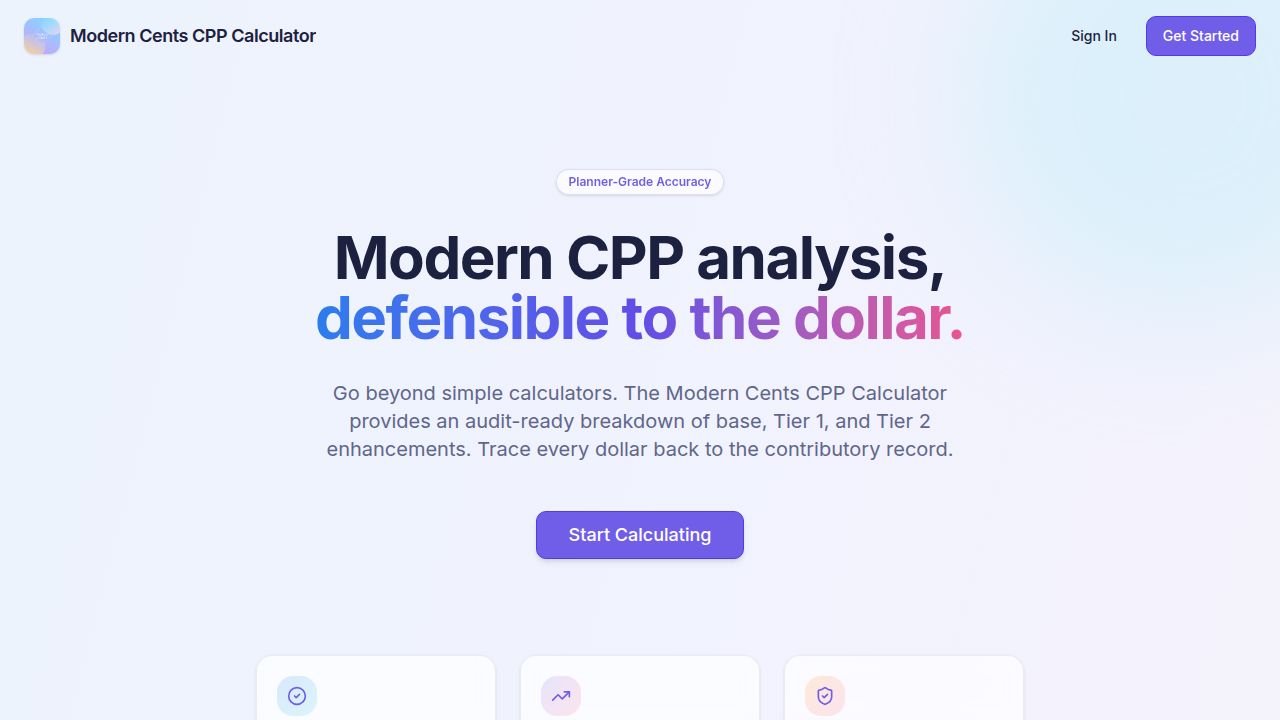 Modern Cents CPP Calculator
Sign In
Get Started
Planner-Grade Accuracy
Modern CPP analysis,
defensible to the dollar.
Go beyond simple calculators. The Modern Cents CPP Calculator
provides an audit-ready breakdown of base, Tier 1, and Tier 2
enhancements. Trace every dollar back to the contributory record.
Start Calculating